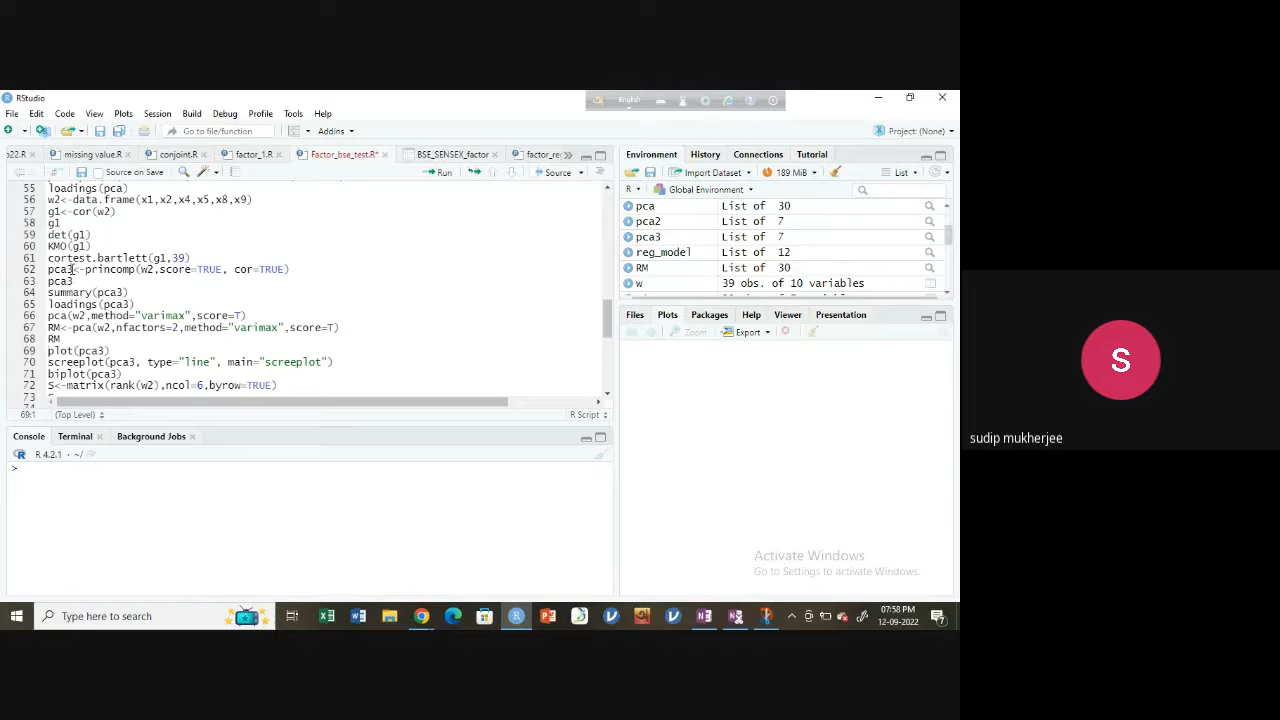 RStudio
English
File Edit Code View Plots Session Build Debug Profile Tools Help
Go to file/function Addins Project: (None)
p22.R missing value.R conjoint.R factor_1.R Factor_bse_test.R* BSE_SENSEX_factor factor_re
Source on Save Run Source
55 loadings(pca)
56 w2<-data.frame(x1,x2,x4,x5,x8,x9)
57 g1<-cor(w2)
58 g1
59 det(g1)
60 KMO(g1)
61 cortest.bartlett(g1,39)
62 pca3<-princomp(w2,score=TRUE, cor=TRUE)
63 pca3
64 summary(pca3)
65 loadings(pca3)
66 pca(w2,method="varimax",score=T)
67 RM<-pca(w2,nfactors=2,method="varimax",score=T)
68 RM
69 plot(pca3)
70 screeplot(pca3, type="line", main="screeplot")
71 biplot(pca3)
72 S<-matrix(rank(w2),ncol=6,byrow=TRUE)
73
69:1 (Top Level) R Script
Console Terminal Background Jobs
R 4.2.1 · ~/
>
Environment History Connections Tutorial
Import Dataset 189 MiB List
R Global Environment
pca List of 30
pca2 List of 7
pca3 List of 7
reg_model List of 12
RM List of 30
w 39 obs. of 10 variables
Files Plots Packages Help Viewer Presentation
Zoom Export
Activate Windows
Go to Settings to activate Windows.
Type here to search
07:58 PM
12-09-2022
7
S
sudip mukherjee